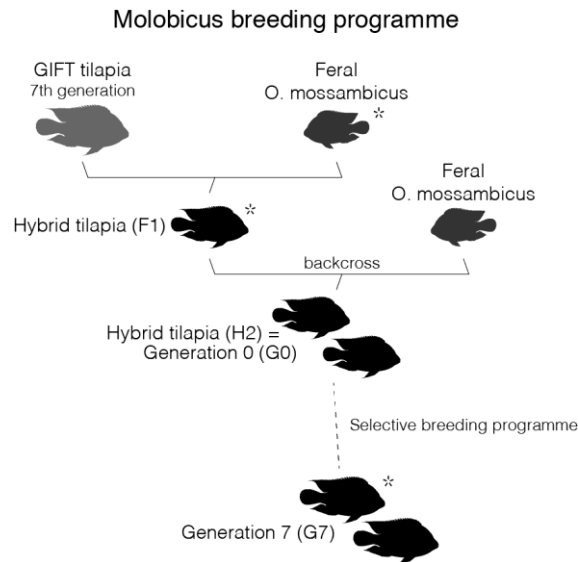 Molobicus breeding programme
GIFT tilapia
7th generation
Feral
O. mossambicus
*
Hybrid tilapia (F1)
*
Feral
O. mossambicus
backcross
Hybrid tilapia (H2) =
Generation 0 (G0)
Selective breeding programme
*
Generation 7 (G7)